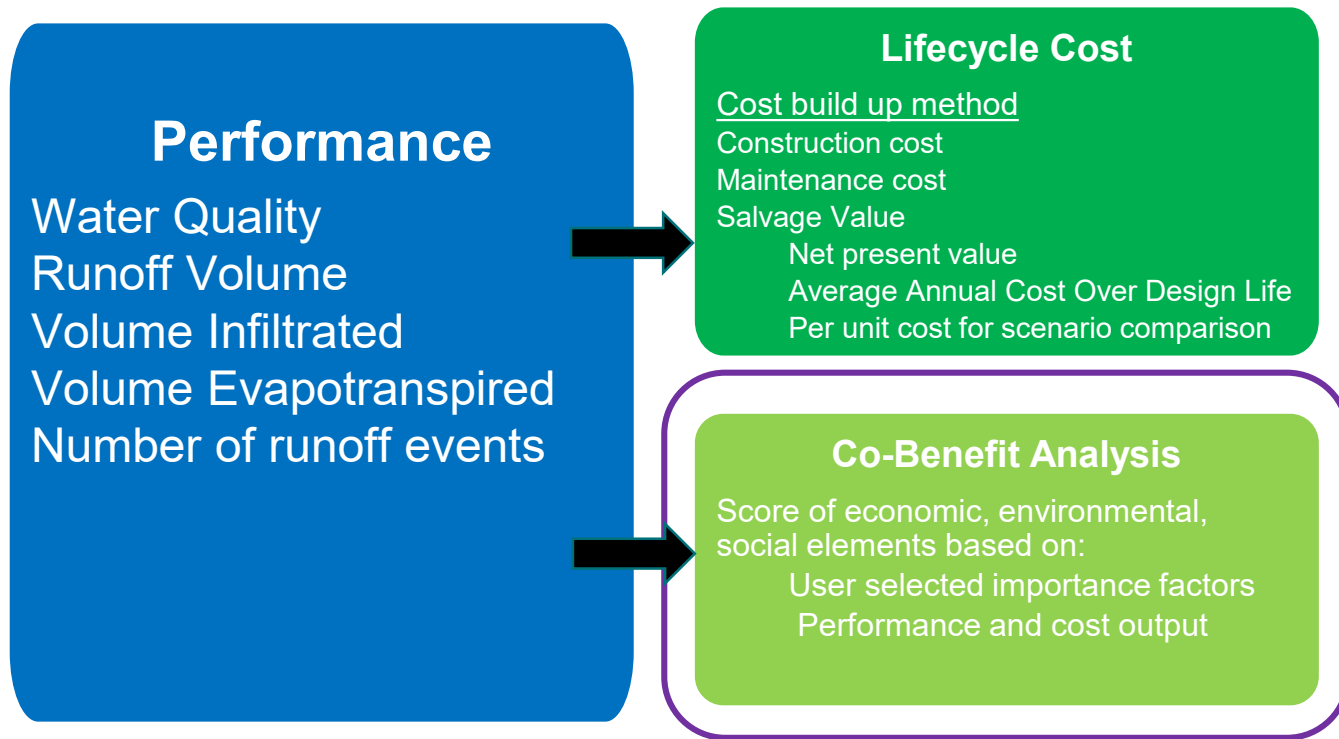 Performance
Water Quality
Runoff Volume
Volume Infiltrated
Volume Evapotranspired
Number of runoff events
Lifecycle Cost
Cost build up method
Construction cost
Maintenance cost
Salvage Value
Net present value
Average Annual Cost Over Design Life
Per unit cost for scenario comparison
Co-Benefit Analysis
Score of economic, environmental,
social elements based on:
User selected importance factors
Performance and cost output